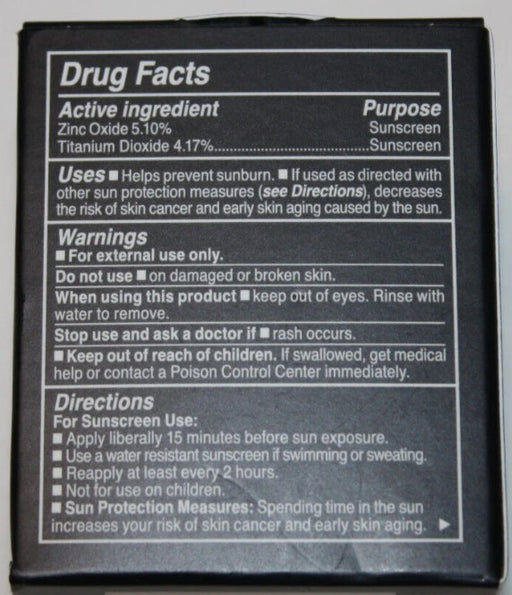 Drug Facts
Active ingredient Purpose
Zinc Oxide 5.10% Sunscreen
Titanium Dioxide 4.17%..............................Sunscreen
Uses ■ Helps prevent sunburn. ■ If used as directed with
other sun protection measures (see Directions), decreases
the risk of skin cancer and early skin aging caused by the sun.
Warnings
■ For external use only.
Do not use ■ on damaged or broken skin.
When using this product ■ keep out of eyes. Rinse with
water to remove.
Stop use and ask a doctor if ■ rash occurs.
■ Keep out of reach of children. If swallowed, get medical
help or contact a Poison Control Center immediately.
Directions
For Sunscreen Use:
■ Apply liberally 15 minutes before sun exposure.
■ Use a water resistant sunscreen if swimming or sweating.
■ Reapply at least every 2 hours.
■ Not for use on children.
■ Sun Protection Measures: Spending time in the sun
increases your risk of skin cancer and early skin aging. ▶